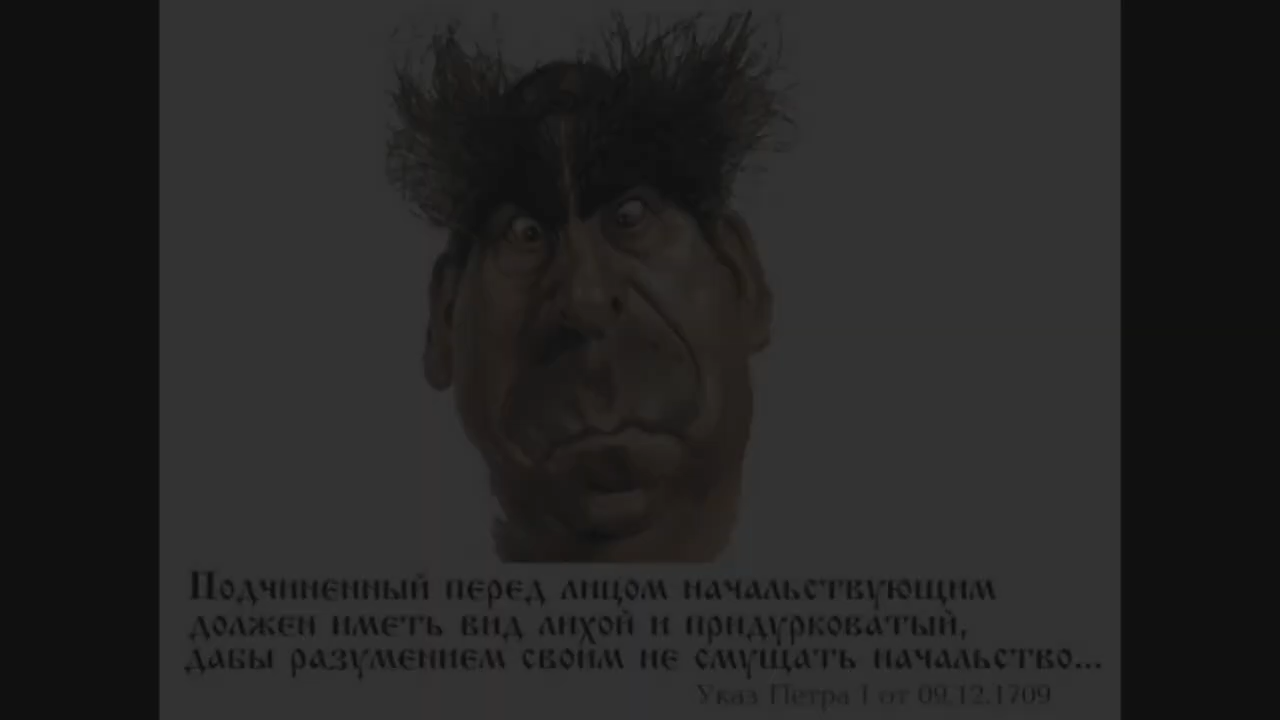 Подчиненный перед лицом начальствующим
должен иметь вид лихой и придурковатый,
дабы разумением своим не смущать начальство...
Указ Петра I от 09.12.1709